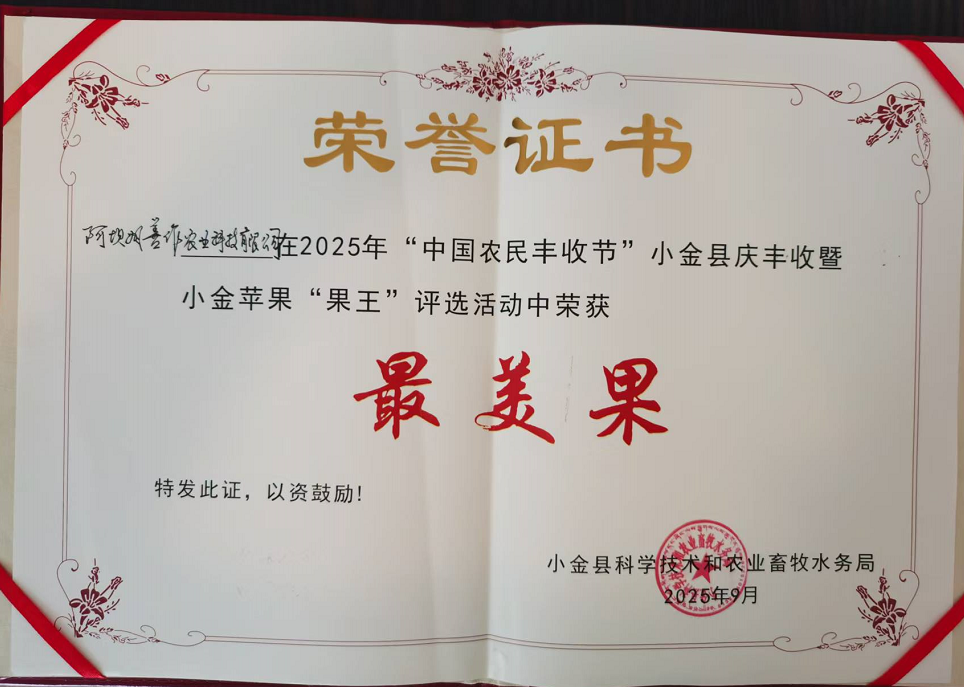 荣誉证书
阿坝州善作农业科技有限公司在2025年“中国农民丰收节”小金县庆丰收暨
小金苹果“果王”评选活动中荣获
最美果
特发此证，以资鼓励!
小金县科学技术和农业畜牧水务局
2025年9月